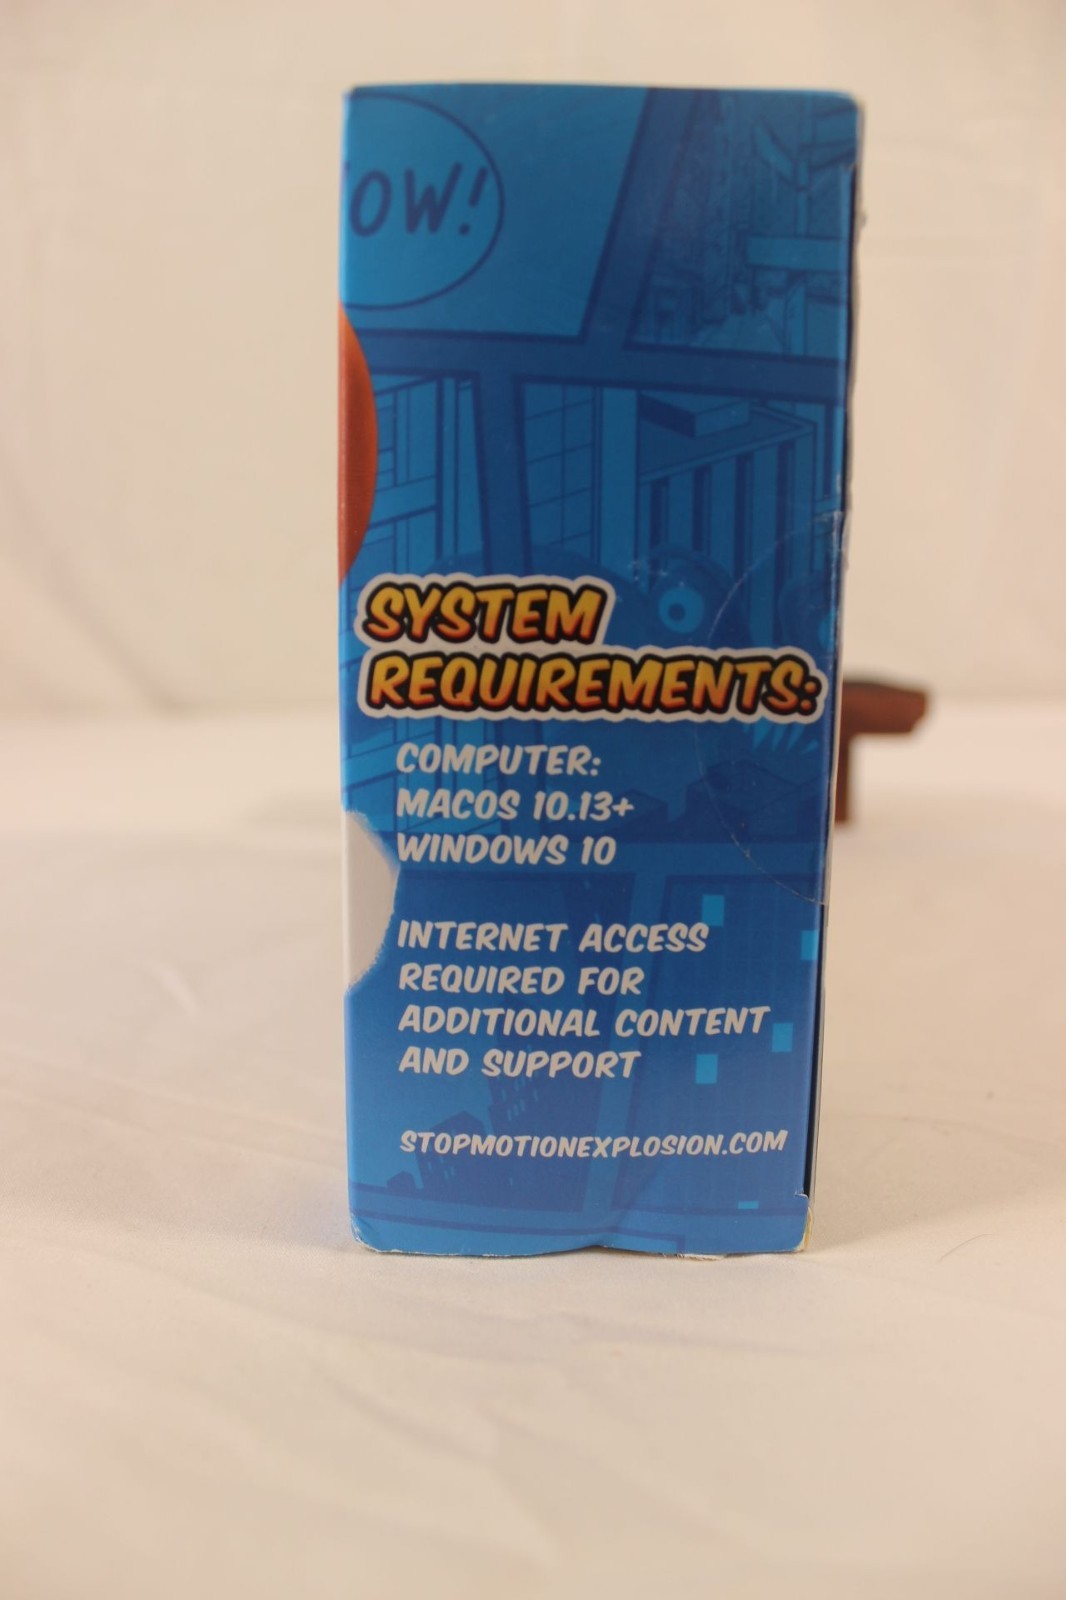 OW!
SYSTEM
REQUIREMENTS:
COMPUTER:
MACOS 10.13+
WINDOWS 10
INTERNET ACCESS
REQUIRED FOR
ADDITIONAL CONTENT
AND SUPPORT
STOPMOTIONEXPLOSION.COM